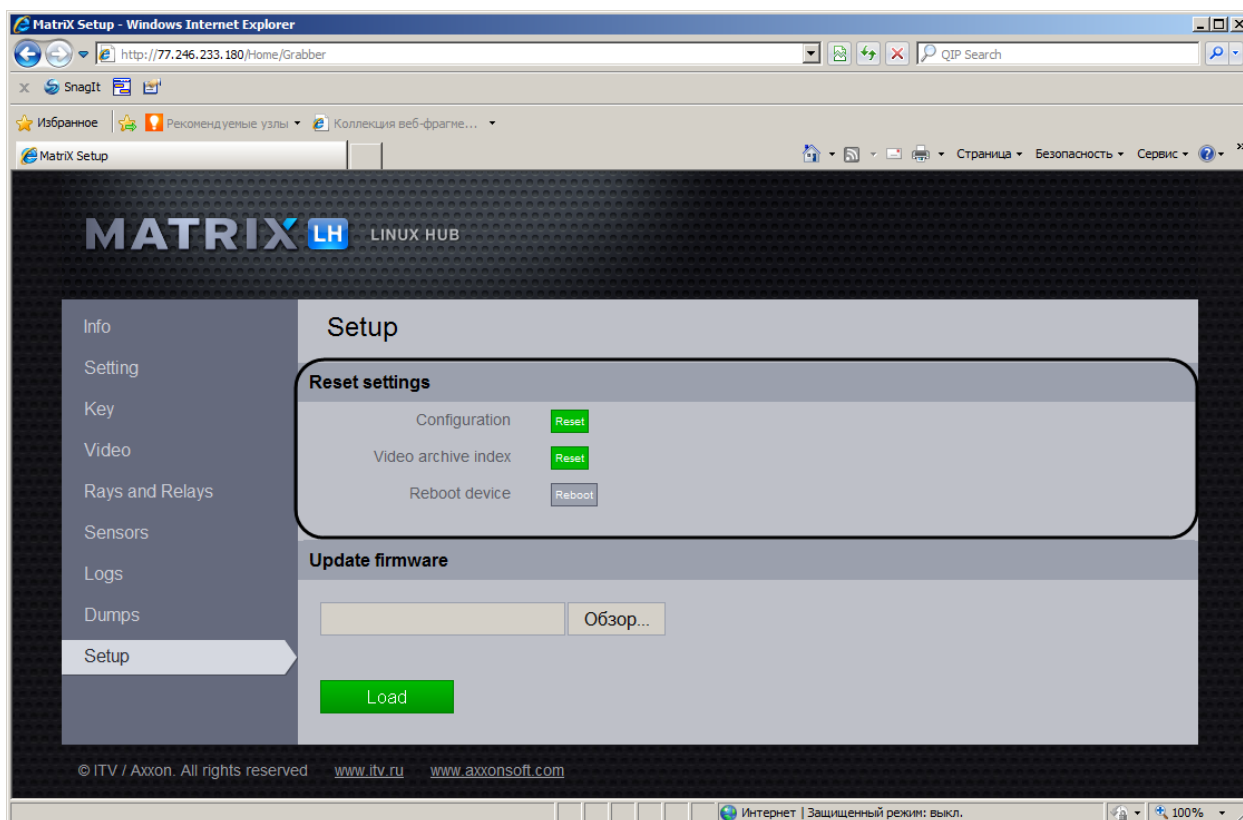 MatriX Setup - Windows Internet Explorer
http://77.246.233.180/Home/Grabber
QIP Search
x SnagIt
Избранное Рекомендуемые узлы Коллекция веб-фрагме...
MatriX Setup
Страница Безопасность Сервис »
MATRIX LH LINUX HUB
Info
Setting
Key
Video
Rays and Relays
Sensors
Logs
Dumps
Setup
Setup
Reset settings
Configuration Reset
Video archive index Reset
Reboot device Reboot
Update firmware
Обзор...
Load
© ITV / Axxon. All rights reserved www.itv.ru www.axxonsoft.com
Интернет | Защищенный режим: выкл. 100%